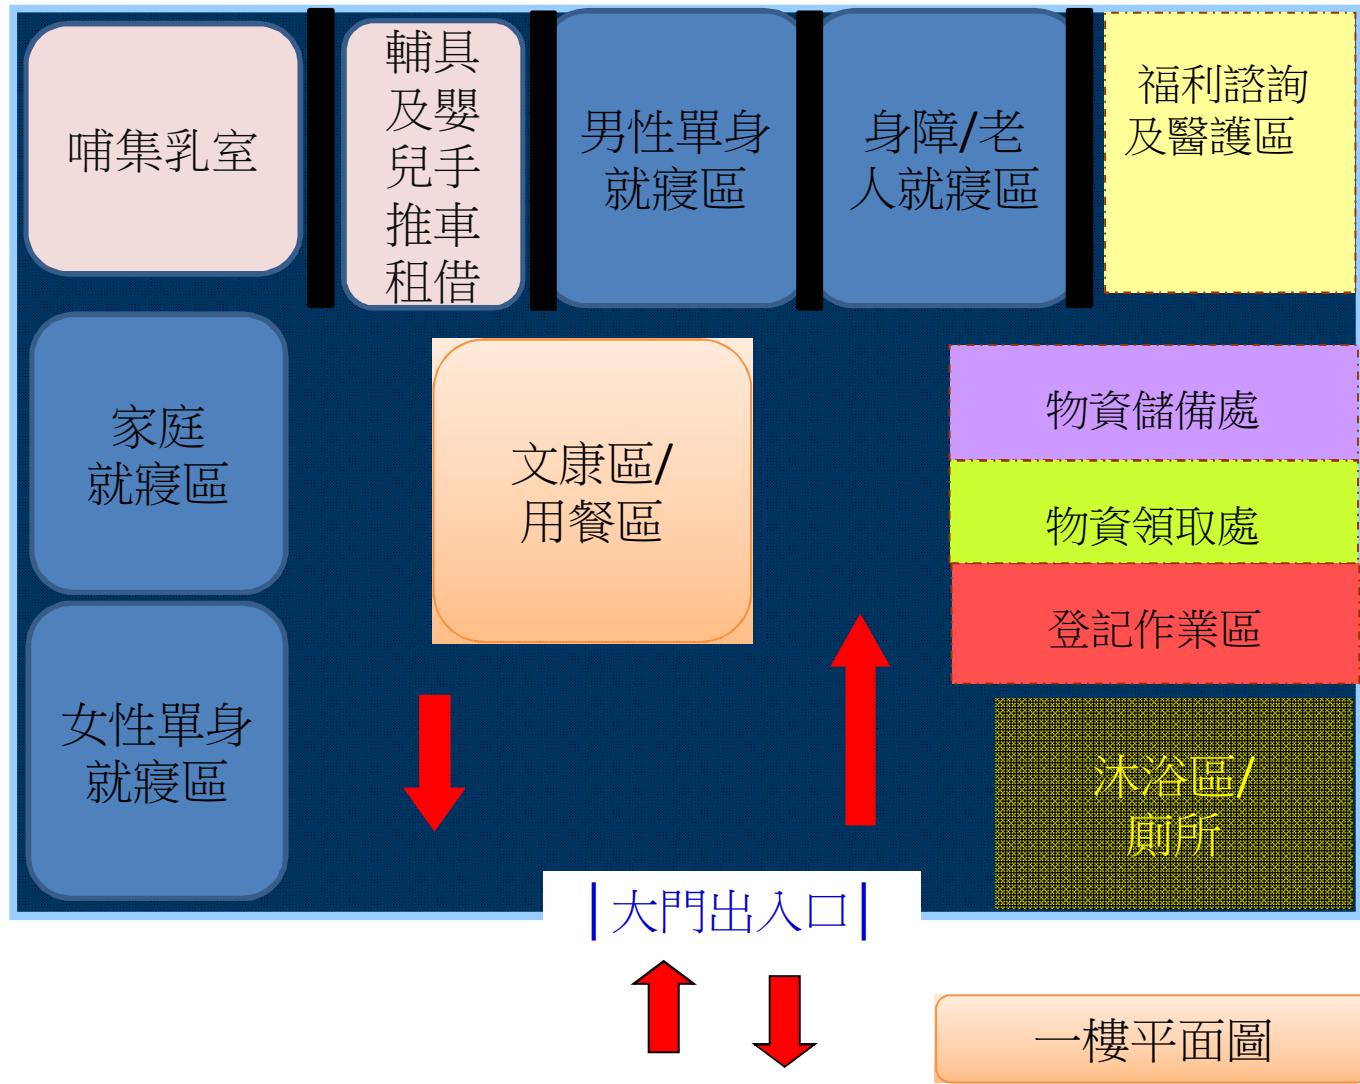 哺集乳室
輔具
及嬰
兒手
推車
租借
男性單身
就寢區
身障/老
人就寢區
福利諮詢
及醫護區
家庭
就寢區
文康區/
用餐區
物資儲備處
物資領取處
登記作業區
女性單身
就寢區
沐浴區/
廁所
大門出入口
一樓平面圖